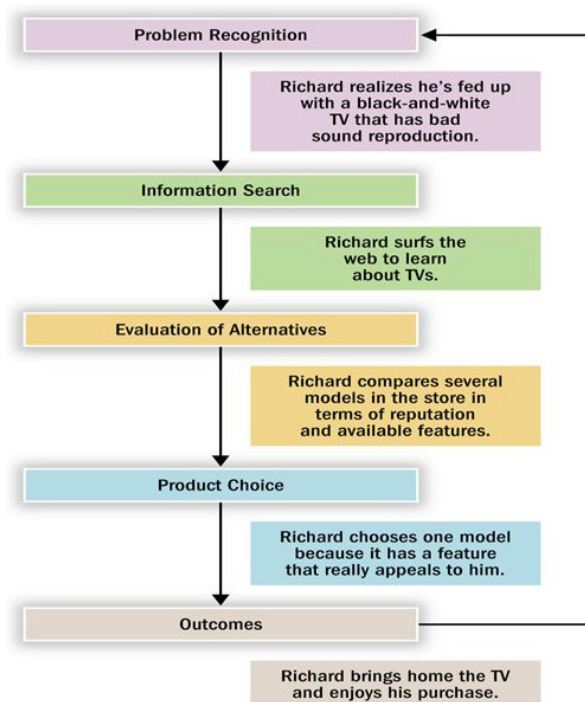 Problem Recognition
Richard realizes he's fed up
with a black-and-white
TV that has bad
sound reproduction.
Information Search
Richard surfs the
web to learn
about TVs.
Evaluation of Alternatives
Richard compares several
models in the store in
terms of reputation
and available features.
Product Choice
Richard chooses one model
because it has a feature
that really appeals to him.
Outcomes
Richard brings home the TV
and enjoys his purchase.